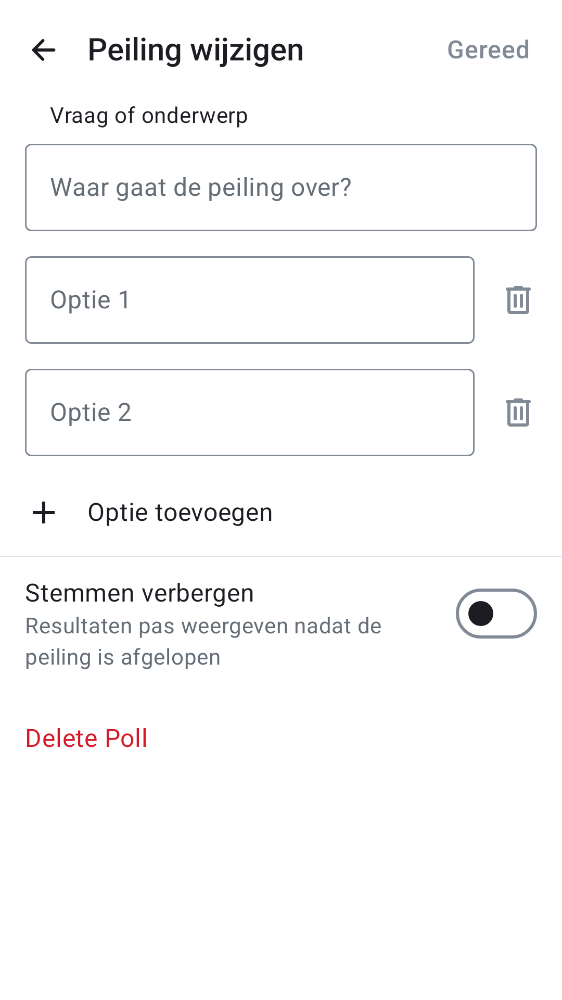 Peiling wijzigen
Gereed
Vraag of onderwerp
Waar gaat de peiling over?
Optie 1
Optie 2
Optie toevoegen
Stemmen verbergen
Resultaten pas weergeven nadat de
peiling is afgelopen
Delete Poll